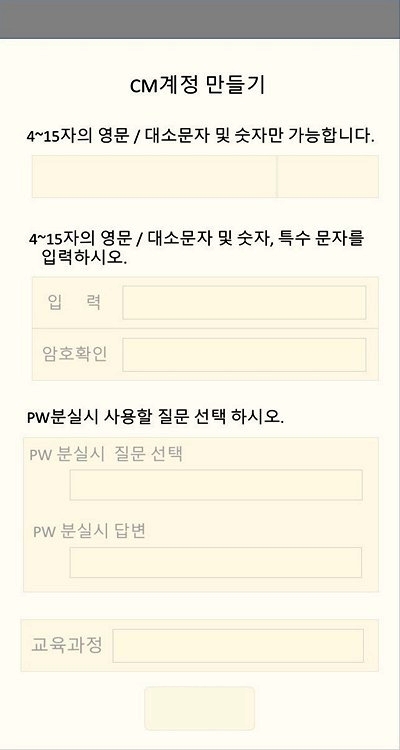 CM계정 만들기
4~15자의 영문 / 대소문자 및 숫자만 가능합니다.
4~15자의 영문 / 대소문자 및 숫자, 특수 문자를
입력하시오.
입 력
암호확인
PW분실시 사용할 질문 선택 하시오.
PW 분실시 질문 선택
PW 분실시 답변
교육과정